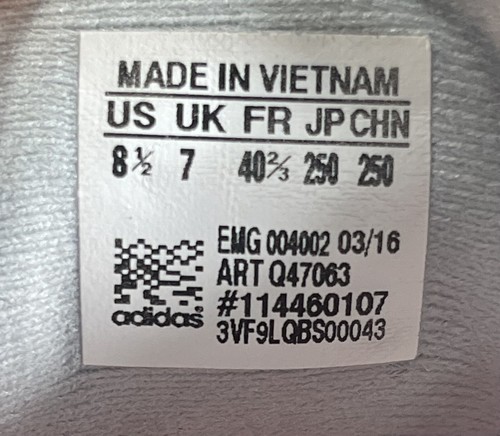 MADE IN VIETNAM
US UK FR JP CHN
8½ 7 40⅔ 250 250
EMG 004002 03/16
ART Q47063
#114460107
adidas
3VF9LQBS00043